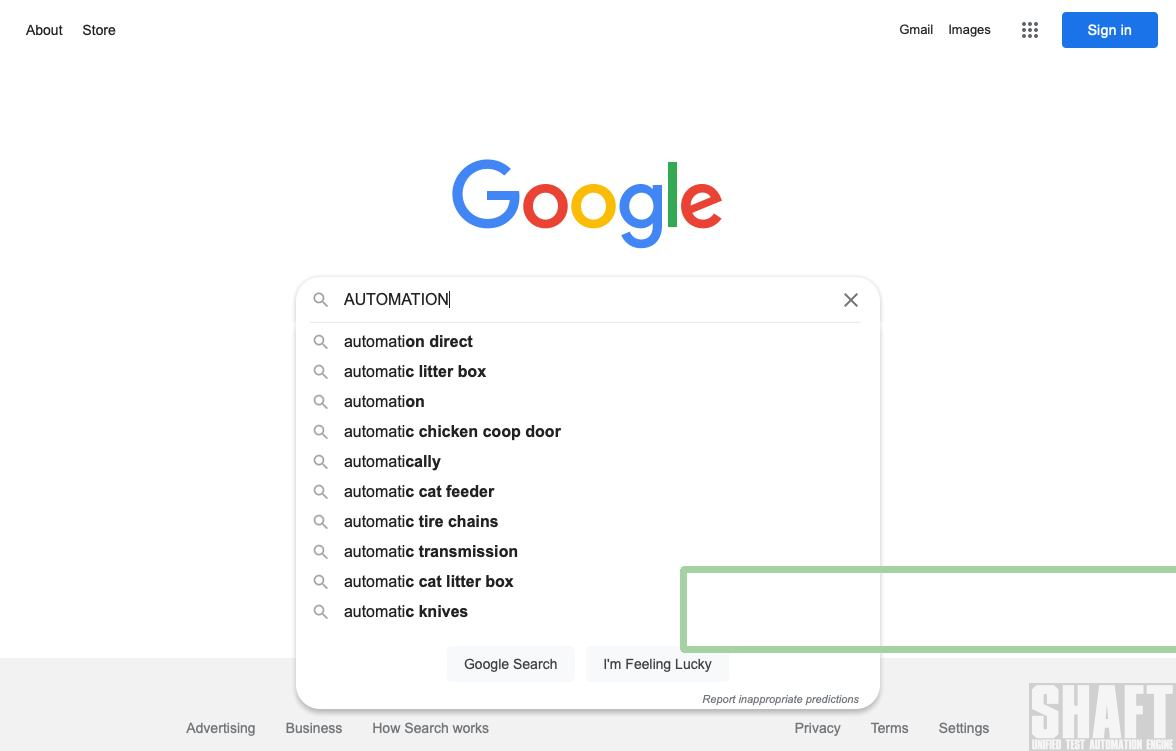 About Store Gmail Images Sign in
Google
AUTOMATION
automation direct
automatic litter box
automation
automatic chicken coop door
automatically
automatic cat feeder
automatic tire chains
automatic transmission
automatic cat litter box
automatic knives
Google Search I'm Feeling Lucky
Report inappropriate predictions
Advertising Business How Search works Privacy Terms Settings
SHAFT
UNIFIED TEST AUTOMATION ENGINE